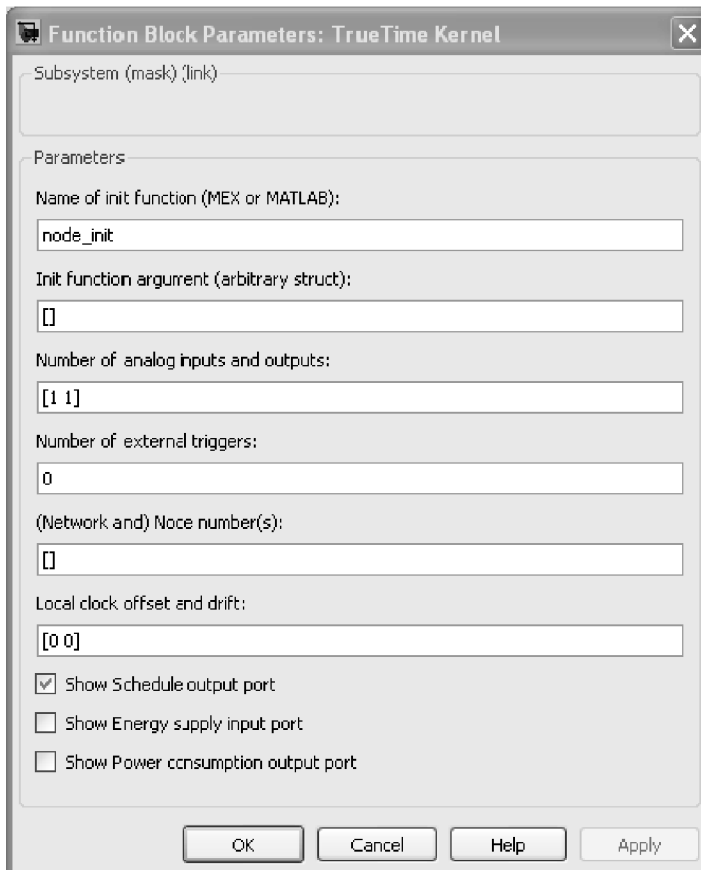 Function Block Parameters: TrueTime Kernel
Subsystem (mask) (link)
Parameters
Name of init function (MEX or MATLAB):
node_init
Init function argument (arbitrary struct):
[]
Number of analog inputs and outputs:
[1 1]
Number of external triggers:
0
(Network and) Noce number(s):
[]
Local clock offset and drift:
[0 0]
Show Schedule output port
Show Energy supply input port
Show Power ccnsumption output port
OK Cancel Help Apply